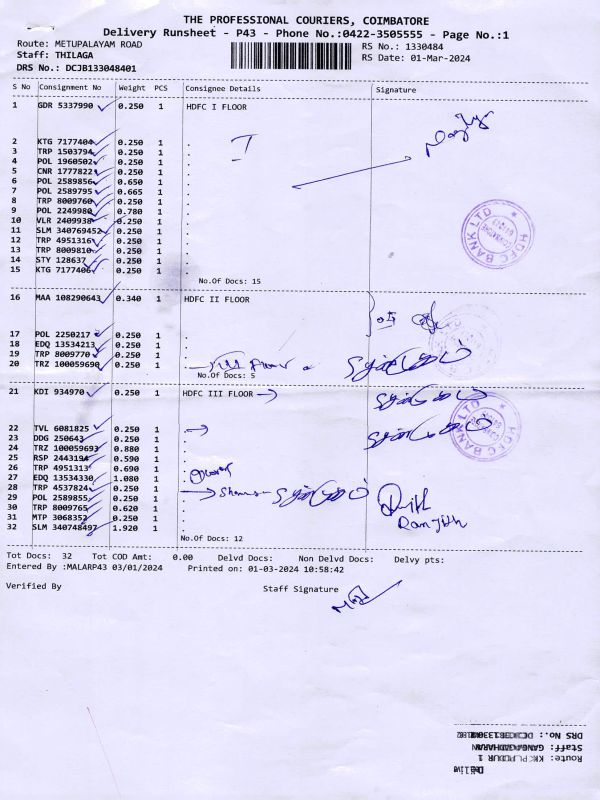 THE PROFESSIONAL COURIERS, COIMBATORE
Delivery Runsheet - P43 - Phone No.:0422-3505555 - Page No.:1
Route: METUPALAYAM ROAD
Staff: THILAGA
DRS No.: DCJB133048401
RS No.: 1330484
RS Date: 01-Mar-2024
S No Consignment No Weight PCS Consignee Details Signature
1 GDR 5337990 0.250 1 HDFC I FLOOR
2 KTG 7177404 0.250 1 .
3 TRP 1503794 0.250 1 .
4 POL 1960502 0.250 1 .
5 CNR 1777822 0.250 1 .
6 POL 2589856 0.650 1 .
7 POL 2589795 0.665 1 .
8 TRP 8009760 0.250 1 .
9 POL 2249980 0.780 1 .
10 VLR 2409938 0.250 1 .
11 SLM 340769452 0.250 1 .
12 TRP 4951316 0.250 1 .
13 TRP 8009810 0.250 1 .
14 STY 128637 0.250 1 .
15 KTG 7177406 0.250 1 .
No.Of Docs: 15
HDFC BANK LTD
16 MAA 108290643 0.340 1 HDFC II FLOOR
17 POL 2250217 0.250 1 .
18 EDQ 13534213 0.250 1 .
19 TRP 8009770 0.250 1 .
20 TRZ 100059690 0.250 1 .
No.Of Docs: 5
21 KDI 934970 0.250 1 HDFC III FLOOR
HDFC BANK LTD
22 TVL 6081825 0.250 1 .
23 DDG 250643 0.250 1 .
24 TRZ 100059693 0.880 1 .
25 RSP 2443194 0.590 1 .
26 TRP 4951313 0.690 1 .
27 EDQ 13534330 1.080 1 .
28 TRP 4537824 0.250 1 .
29 POL 2589855 0.250 1 .
30 TRP 8009765 0.620 1 .
31 MTP 3068352 0.250 1 .
32 SLM 340748497 1.920 1 .
Ranjith
No.Of Docs: 12
Tot Docs: 32 Tot COD Amt: 0.00 Delvd Docs: Non Delvd Docs: Delvy pts:
Entered By :MALARP43 03/01/2024 Printed on: 01-03-2024 10:58:42
Verified By Staff Signature
DRS No.:
Staff:
Route: